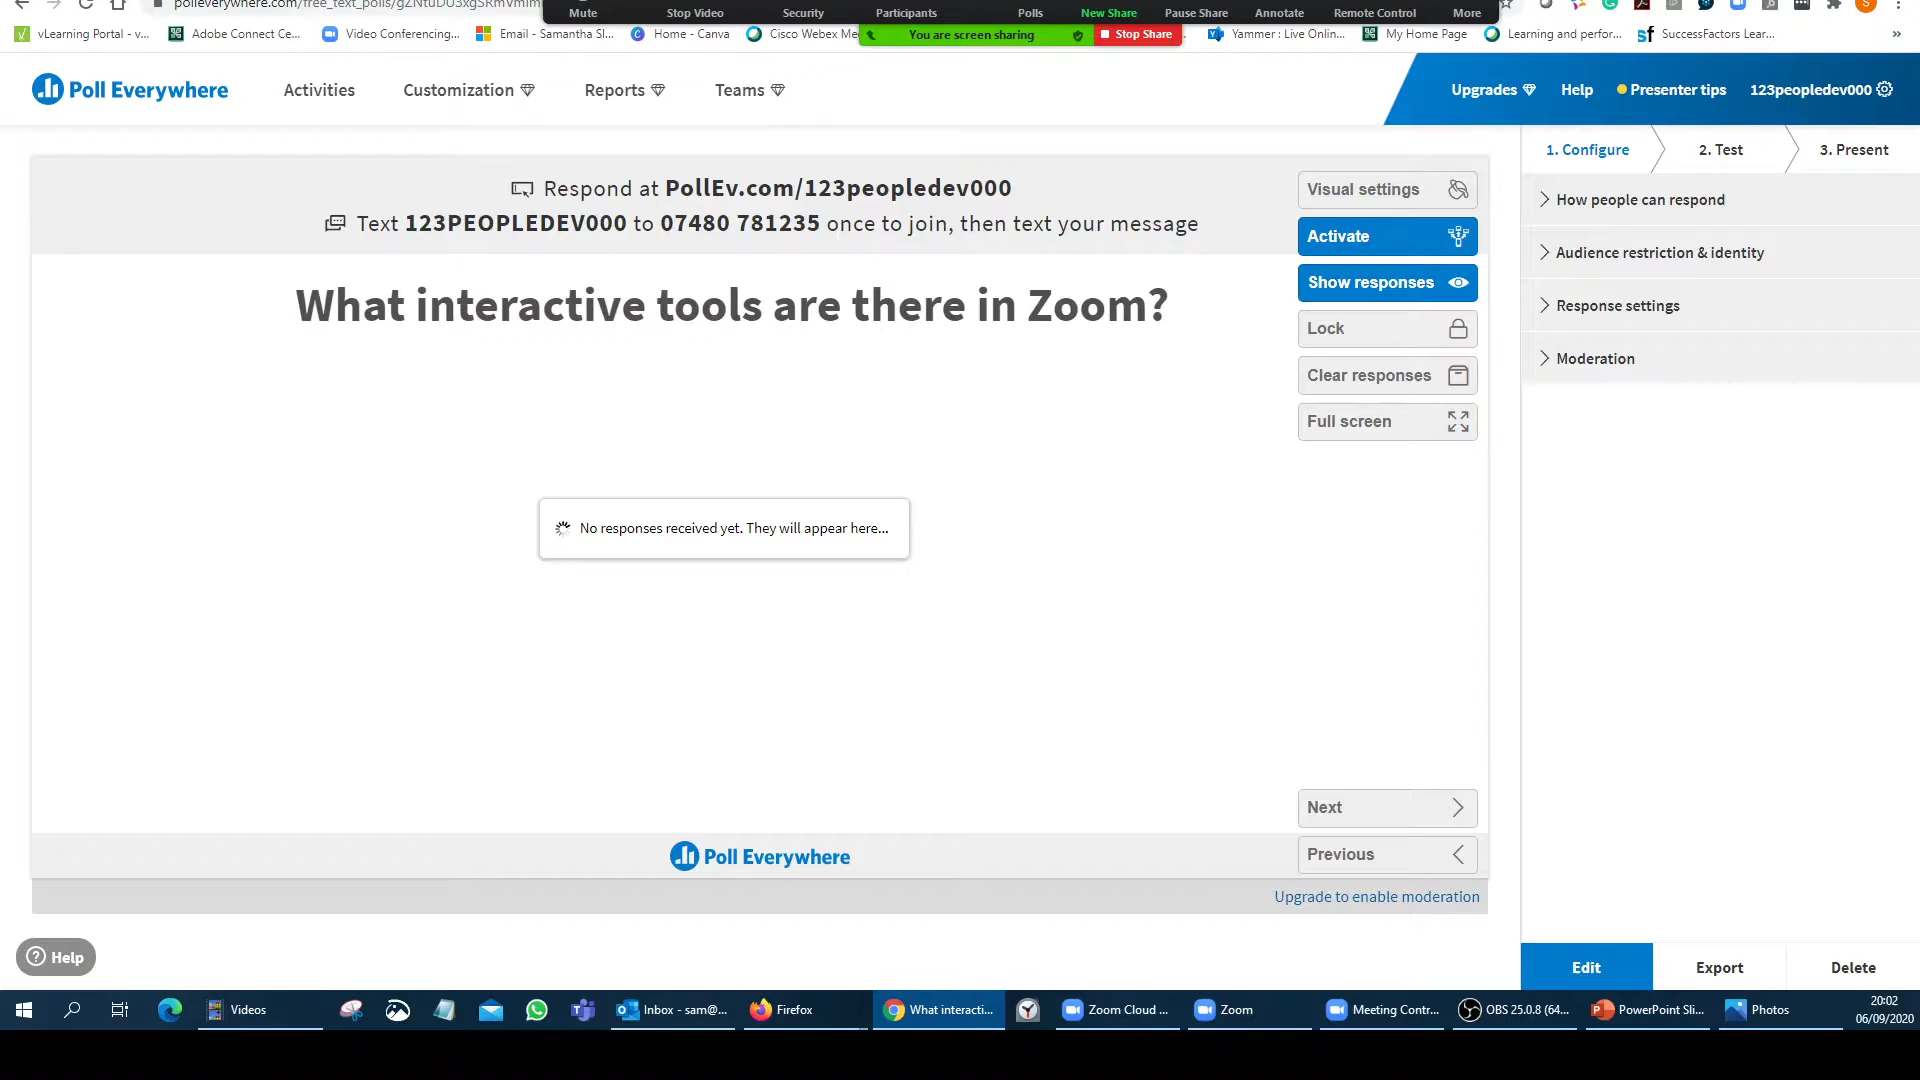 polleverywhere.com/free_text_polls/
Mute
Stop Video
Security
Participants
Polls
New Share
Pause Share
Annotate
Remote Control
More
vLearning Portal - v...
Adobe Connect Ce...
Video Conferencing...
Email - Samantha Sl...
Home - Canva
Cisco Webex Me
You are screen sharing
Stop Share
Yammer : Live Onlin...
My Home Page
Learning and perfor...
SuccessFactors Lear...
»
Poll Everywhere
Activities
Customization
Reports
Teams
Upgrades
Help
Presenter tips
123peopledev000
1. Configure
2. Test
3. Present
Respond at PollEv.com/123peopledev000
Text 123PEOPLEDEV000 to 07480 781235 once to join, then text your message
What interactive tools are there in Zoom?
Visual settings
Activate
Show responses
Lock
Clear responses
Full screen
How people can respond
Audience restriction & identity
Response settings
Moderation
No responses received yet. They will appear here...
Next
Previous
Poll Everywhere
Upgrade to enable moderation
Help
Edit
Export
Delete
Videos
Inbox - sam@...
Firefox
What interacti...
Zoom Cloud ...
Zoom
Meeting Contr...
OBS 25.0.8 (64...
PowerPoint Sli...
Photos
20:02
06/09/2020